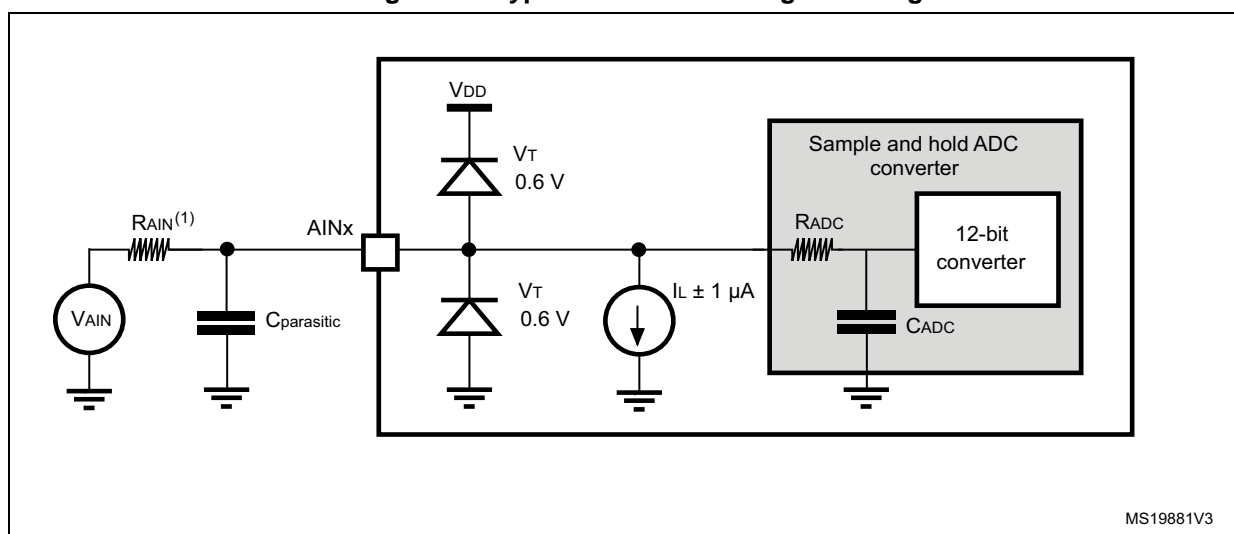 VDD
Sample and hold ADC
converter
VT
0.6 V
RAIN(1)
AINx
RADC
12-bit
converter
VT
0.6 V
IL ± 1 µA
VAIN
Cparasitic
CADC
MS19881V3